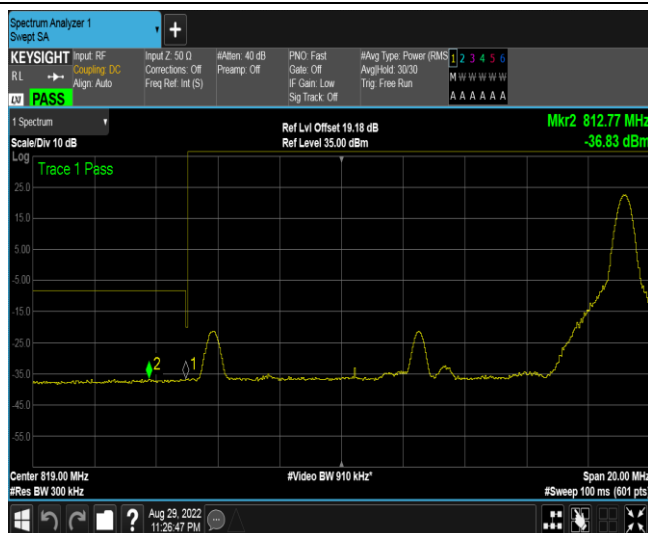 Spectrum Analyzer 1
Swept SA
+
KEYSIGHT Input: RF Input Z: 50 Ω #Atten: 40 dB PNO: Fast #Avg Type: Power (RMS 1 2 3 4 5 6
RL Coupling: DC Corrections: Off Preamp: Off Gate: Off Avg|Hold: 30/30 M W W W W W
Align: Auto Freq Ref: Int (S) IF Gain: Low Trig: Free Run
LXI PASS Sig Track: Off A A A A A A
1 Spectrum Ref Lvl Offset 19.18 dB Mkr2 812.77 MHz
Scale/Div 10 dB Ref Level 35.00 dBm -36.83 dBm
Log
Trace 1 Pass
25.0
15.0
5.00
-5.00
-15.0
-25.0
2 1
-35.0
-45.0
-55.0
Center 819.00 MHz #Video BW 910 kHz* Span 20.00 MHz
#Res BW 300 kHz #Sweep 100 ms (601 pts)
? Aug 29, 2022
11:26:47 PM